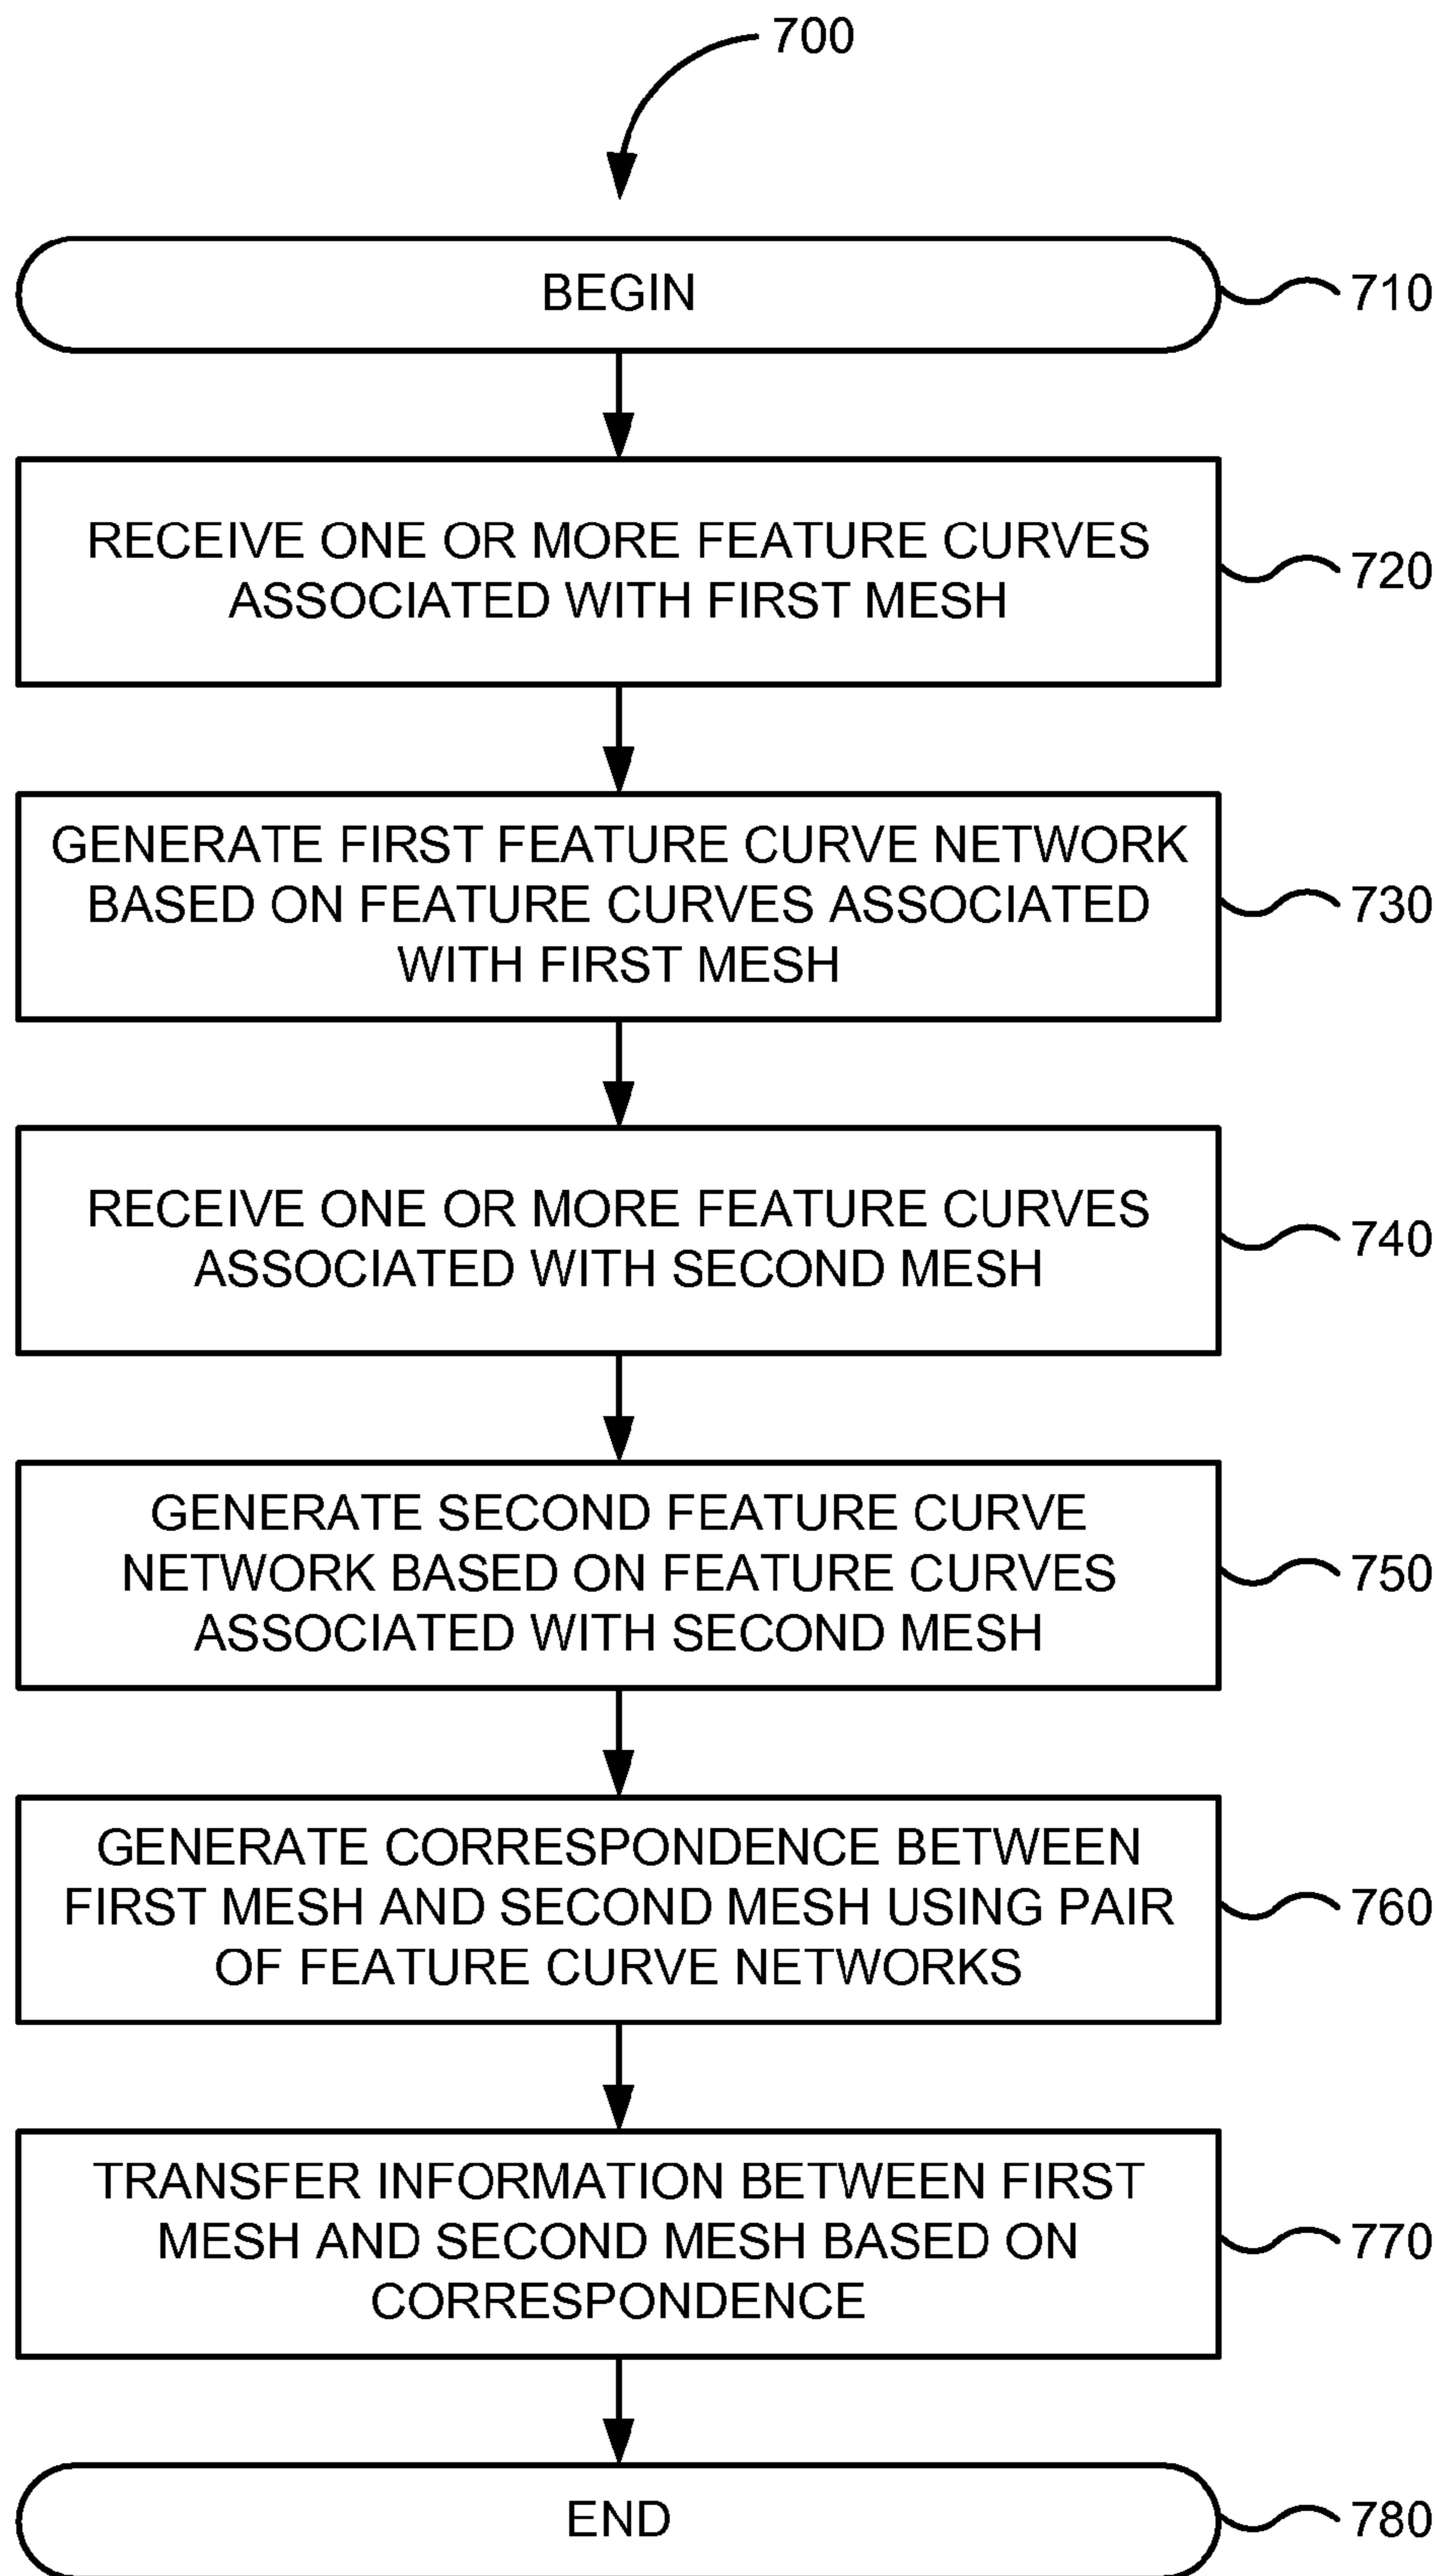 700
BEGIN
710
RECEIVE ONE OR MORE FEATURE CURVES
ASSOCIATED WITH FIRST MESH
720
GENERATE FIRST FEATURE CURVE NETWORK
BASED ON FEATURE CURVES ASSOCIATED
WITH FIRST MESH
730
RECEIVE ONE OR MORE FEATURE CURVES
ASSOCIATED WITH SECOND MESH
740
GENERATE SECOND FEATURE CURVE
NETWORK BASED ON FEATURE CURVES
ASSOCIATED WITH SECOND MESH
750
GENERATE CORRESPONDENCE BETWEEN
FIRST MESH AND SECOND MESH USING PAIR
OF FEATURE CURVE NETWORKS
760
TRANSFER INFORMATION BETWEEN FIRST
MESH AND SECOND MESH BASED ON
CORRESPONDENCE
770
END
780